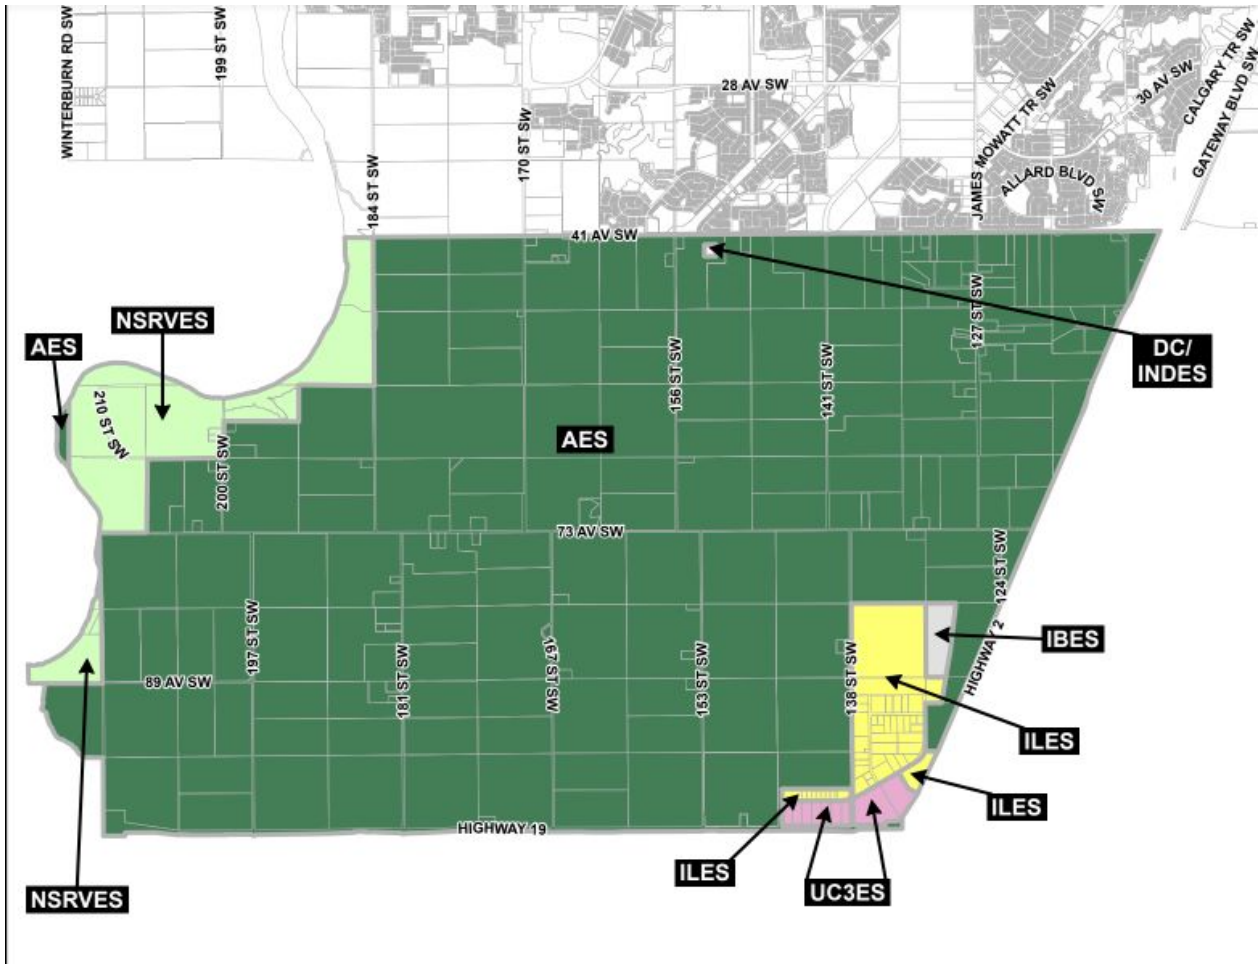 WINTERBURN RD SW
199 ST SW
184 ST SW
170 ST SW
28 AV SW
JAMES MOWATT TR SW
30 AV SW
CALGARY TR SW
GATEWAY BLVD SW
ALLARD BLVD SW
41 AV SW
NSRVES
AES
210 ST SW
200 ST SW
156 ST SW
141 ST SW
127 ST SW
DC/
INDES
AES
73 AV SW
124 ST SW
197 ST SW
181 ST SW
167 ST SW
153 ST SW
138 ST SW
HIGHWAY 2
IBES
89 AV SW
ILES
ILES
HIGHWAY 19
ILES
UC3ES
NSRVES